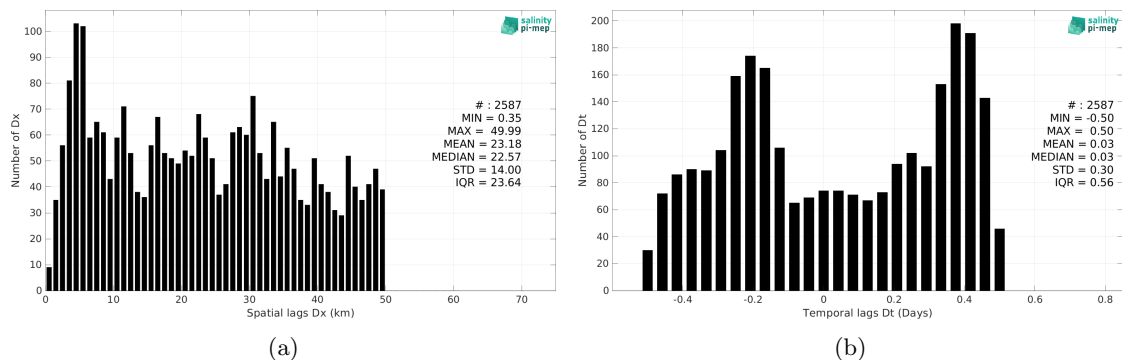 100
90
80
70
60
50
40
30
20
10
0
Number of Dx
salinity
pi-mep
# : 2587
MIN = 0.35
MAX = 49.99
MEAN = 23.18
MEDIAN = 22.57
STD = 14.00
IQR = 23.64
0 10 20 30 40 50 60 70
Spatial lags Dx (km)
(a)
200
180
160
140
120
100
80
60
40
20
0
Number of Dt
salinity
pi-mep
# : 2587
MIN = -0.50
MAX = 0.50
MEAN = 0.03
MEDIAN = 0.03
STD = 0.30
IQR = 0.56
-0.4 -0.2 0 0.2 0.4 0.6 0.8
Temporal lags Dt (Days)
(b)